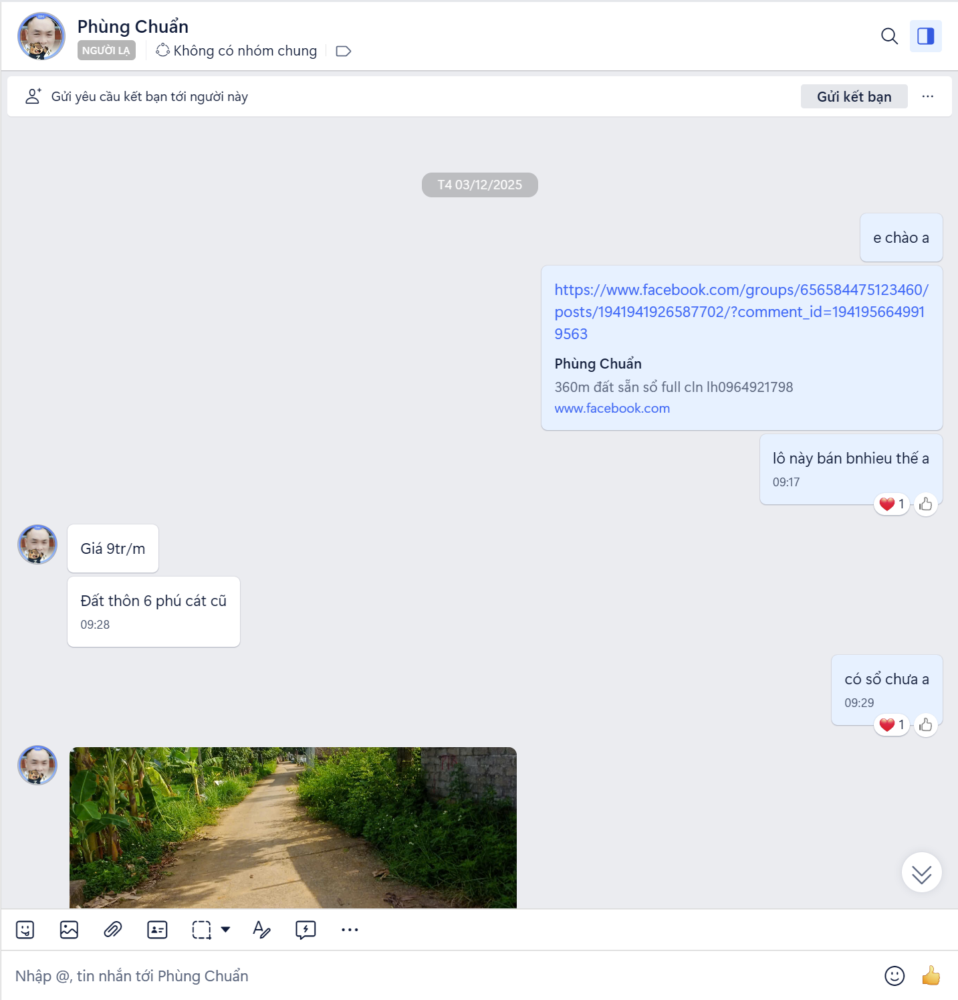 Phùng Chuẩn
NGƯỜI LẠ
Không có nhóm chung
Gửi yêu cầu kết bạn tới người này
Gửi kết bạn
T4 03/12/2025
e chào a
https://www.facebook.com/groups/656584475123460/
posts/1941941926587702/?comment_id=194195664991
9563
Phùng Chuẩn
360m đất sẵn sổ full cln lh0964921798
www.facebook.com
lô này bán bnhieu thế a
09:17
1
Giá 9tr/m
Đất thôn 6 phú cát cũ
09:28
có sổ chưa a
09:29
1
Nhập @, tin nhắn tới Phùng Chuẩn